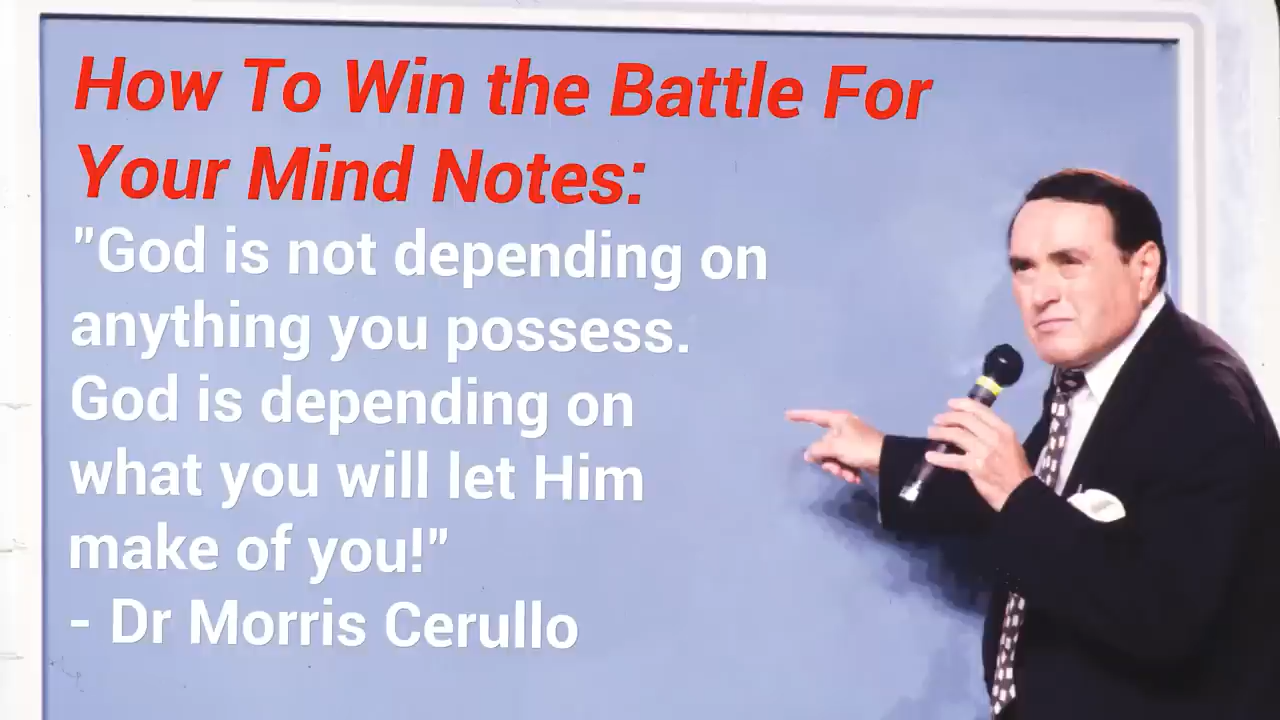 How To Win the Battle For
Your Mind Notes:
"God is not depending on
anything you possess.
God is depending on
what you will let Him
make of you!"
- Dr Morris Cerullo